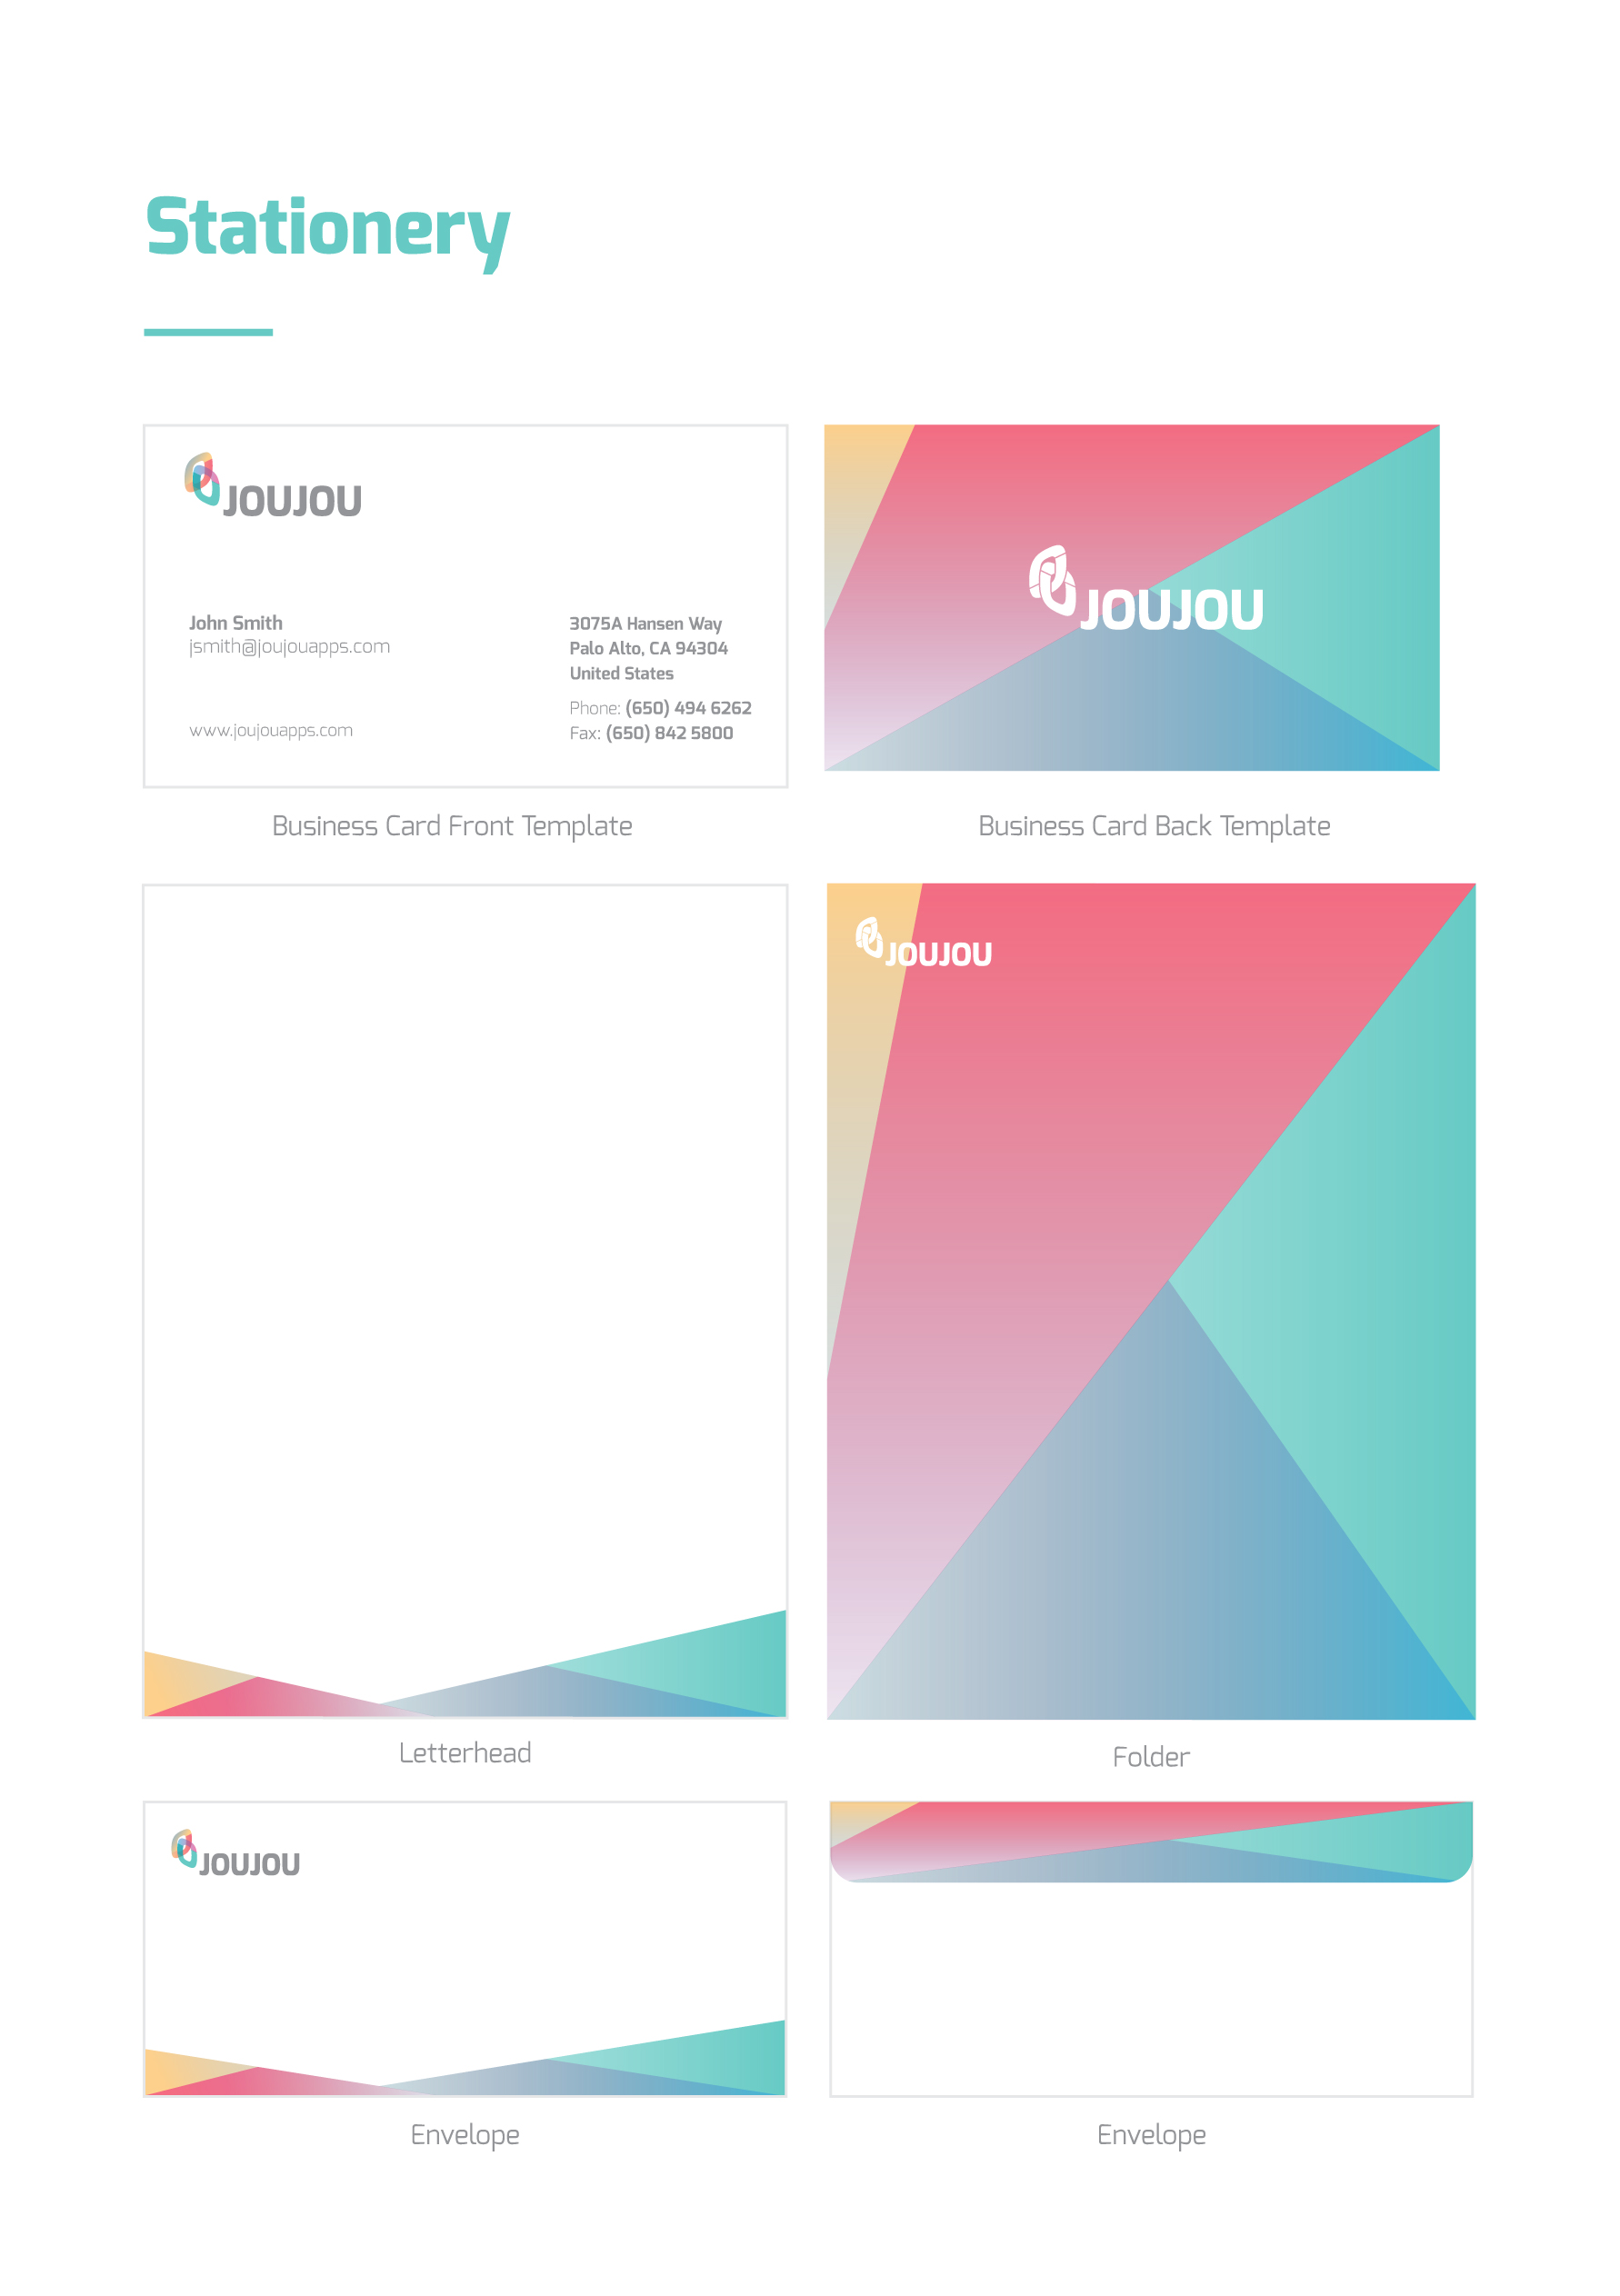 Stationery
JOUJOU
John Smith
jsmith@joujouapps.com
www.joujouapps.com
3075A Hansen Way
Palo Alto, CA 94304
United States
Phone: (650) 494 6262
Fax: (650) 842 5800
Business Card Front Template
JOUJOU
Business Card Back Template
Letterhead
JOUJOU
Folder
JOUJOU
Envelope
Envelope